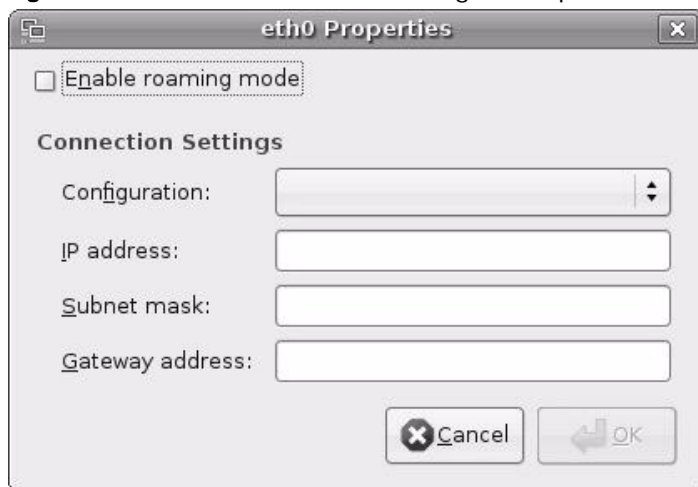 eth0 Properties
Enable roaming mode
Connection Settings
Configuration:
IP address:
Subnet mask:
Gateway address:
Cancel OK